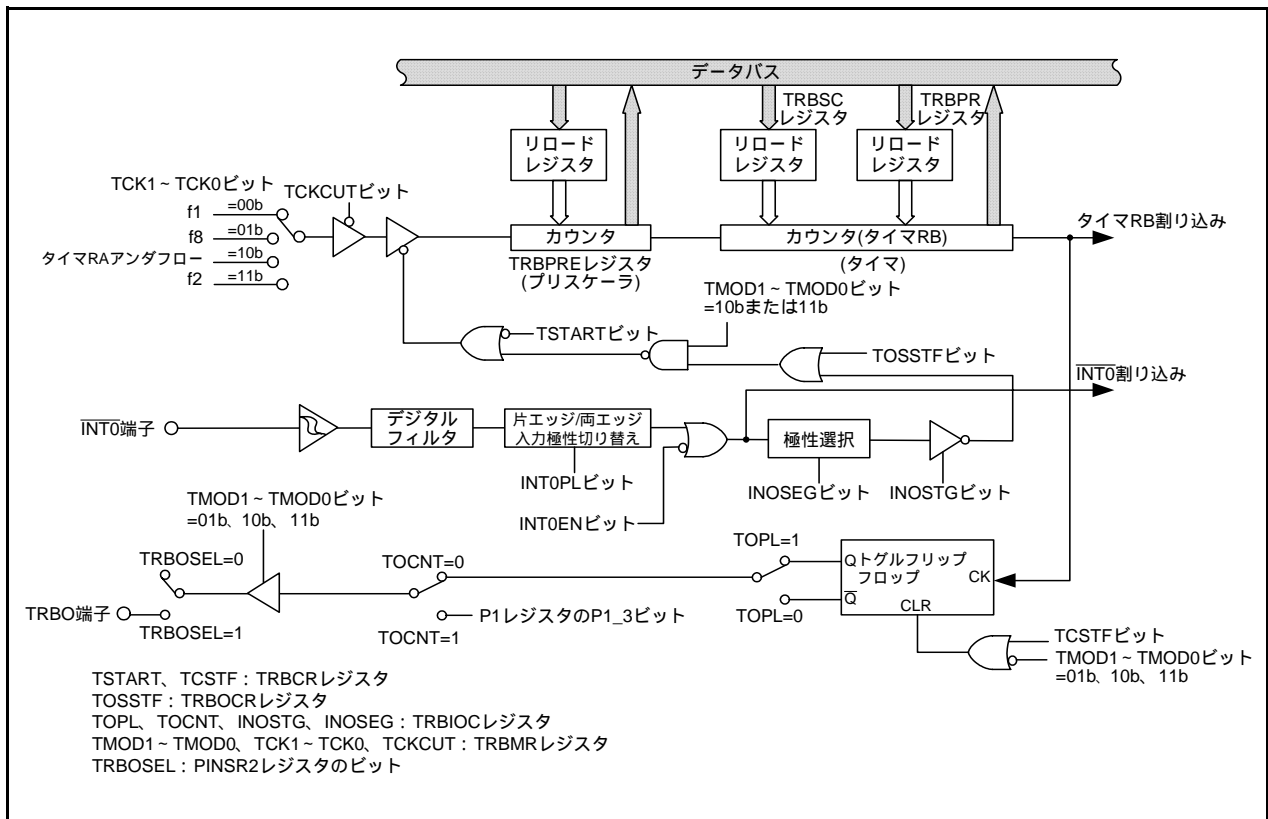 データバス
TRBSC
レジスタ
TRBPR
レジスタ
リロード
レジスタ
リロード
レジスタ
リロード
レジスタ
TCK1~TCK0ビット
TCKCUTビット
f1
=00b
f8
=01b
タイマRAアンダフロー
=10b
f2
=11b
カウンタ
TRBPREレジスタ
(プリスケーラ)
カウンタ(タイマRB)
(タイマ)
タイマRB割り込み
TMOD1~TMOD0ビット
=10bまたは11b
TSTARTビット
TOSSTFビット
INT0割り込み
INT0端子
デジタル
フィルタ
片エッジ/両エッジ
入力極性切り替え
極性選択
INT0PLビット
INT0ENビット
INOSEGビット
INOSTGビット
TMOD1~TMOD0ビット
=01b、10b、11b
TRBOSEL=0
TRBO端子
TRBOSEL=1
TOCNT=0
P1レジスタのP1_3ビット
TOCNT=1
TOPL=1
TOPL=0
Qトグルフリップ
フロップ
CK
Q
CLR
TCSTFビット
TMOD1~TMOD0ビット
=01b、10b、11b
TSTART、TCSTF:TRBCRレジスタ
TOSSTF:TRBOCRレジスタ
TOPL、TOCNT、INOSTG、INOSEG:TRBIOCレジスタ
TMOD1~TMOD0、TCK1~TCK0、TCKCUT:TRBMRレジスタ
TRBOSEL:PINSR2レジスタのビット